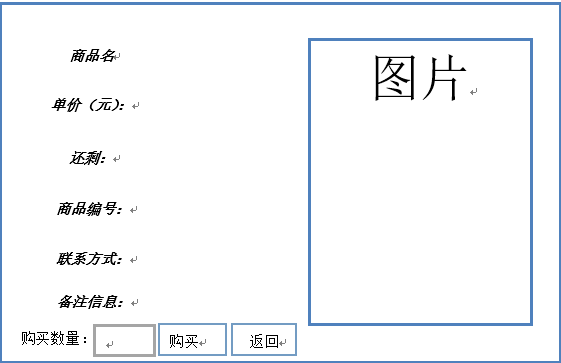 商品名
图片
单价（元）：
还剩：
商品编号：
联系方式：
备注信息：
购买数量： 购买 返回